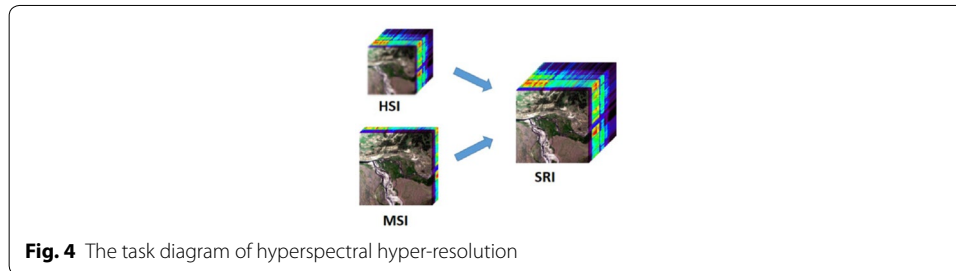 HSI
MSI
SRI
Fig. 4 The task diagram of hyperspectral hyper-resolution